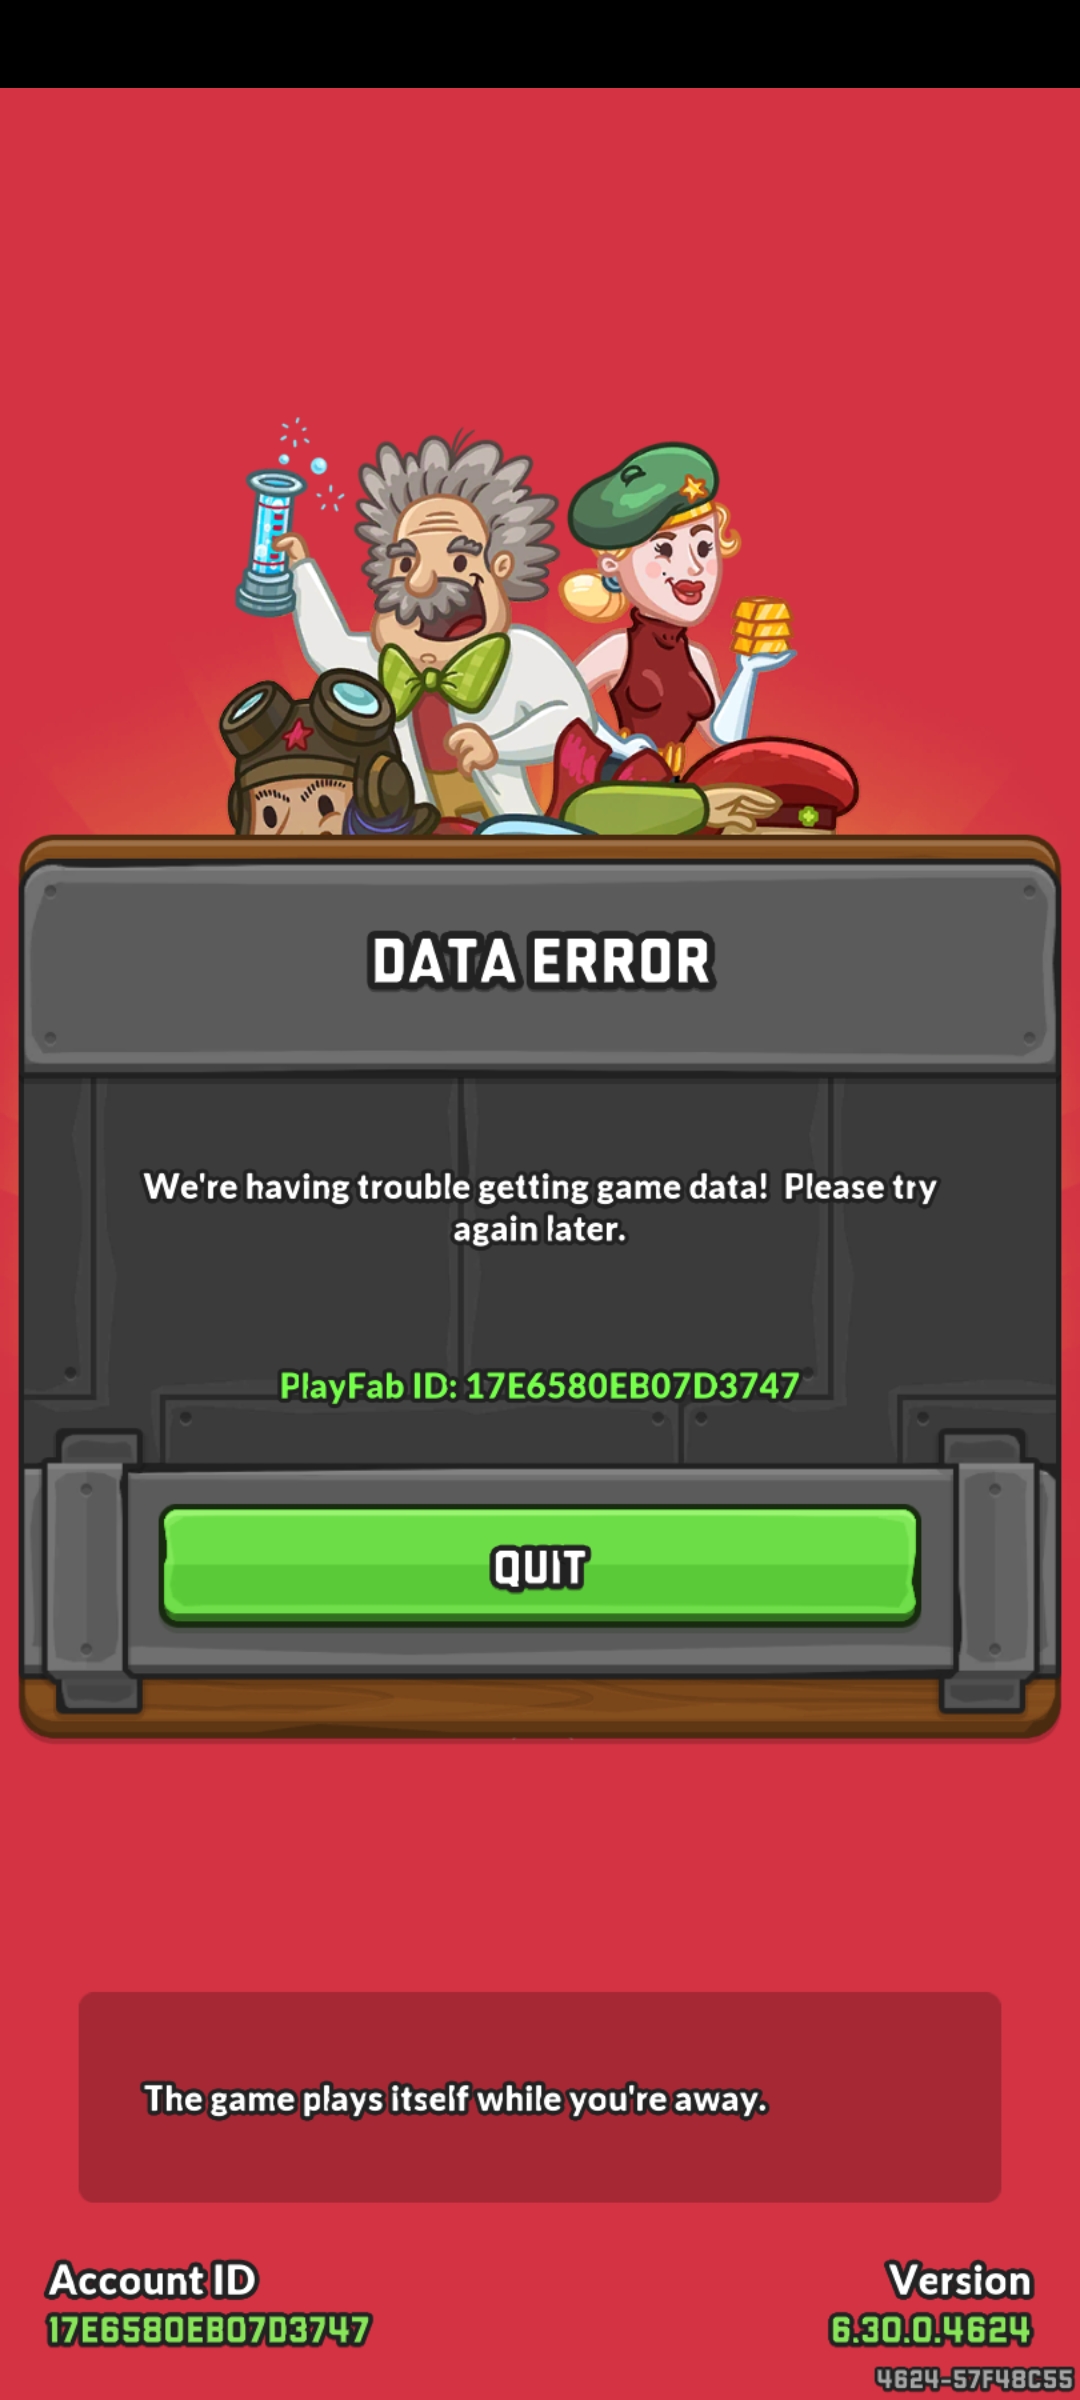 DATA ERROR
We're having trouble getting game data!  Please try
again later.
PlayFab ID: 17E6580EB07D3747
QUIT
The game plays itself while you're away.
Account ID
17E6580EB07D3747
Version
6.30.0.4624
4624-57F48C55